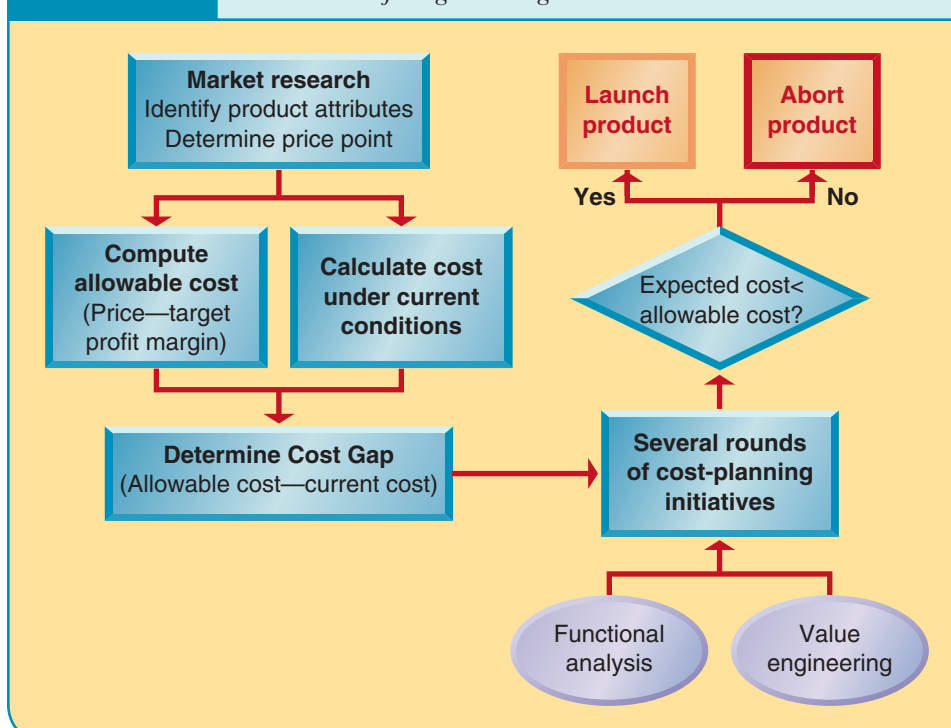 Market research
Identify product attributes
Determine price point
Launch
product
Abort
product
Yes
No
Compute
allowable cost
(Price—target
profit margin)
Calculate cost
under current
conditions
Expected cost<
allowable cost?
Determine Cost Gap
(Allowable cost—current cost)
Several rounds
of cost-planning
initiatives
Functional
analysis
Value
engineering